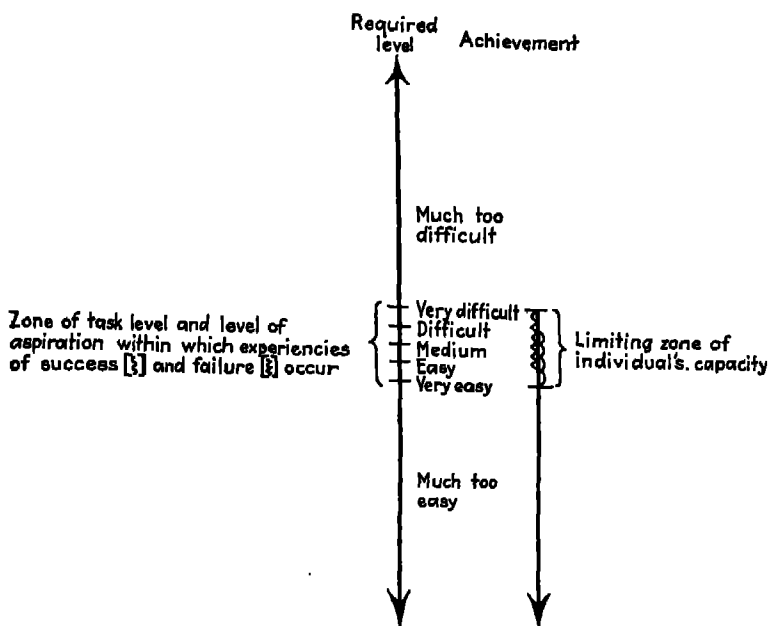 Required
level
Achievement
Much too
difficult
Zone of task level and level of
aspiration within which experiencies
of success [ξ] and failure [ξ] occur
Very difficult
Difficult
Medium
Easy
Very easy
Limiting zone of
individual's. capacity
Much too
easy